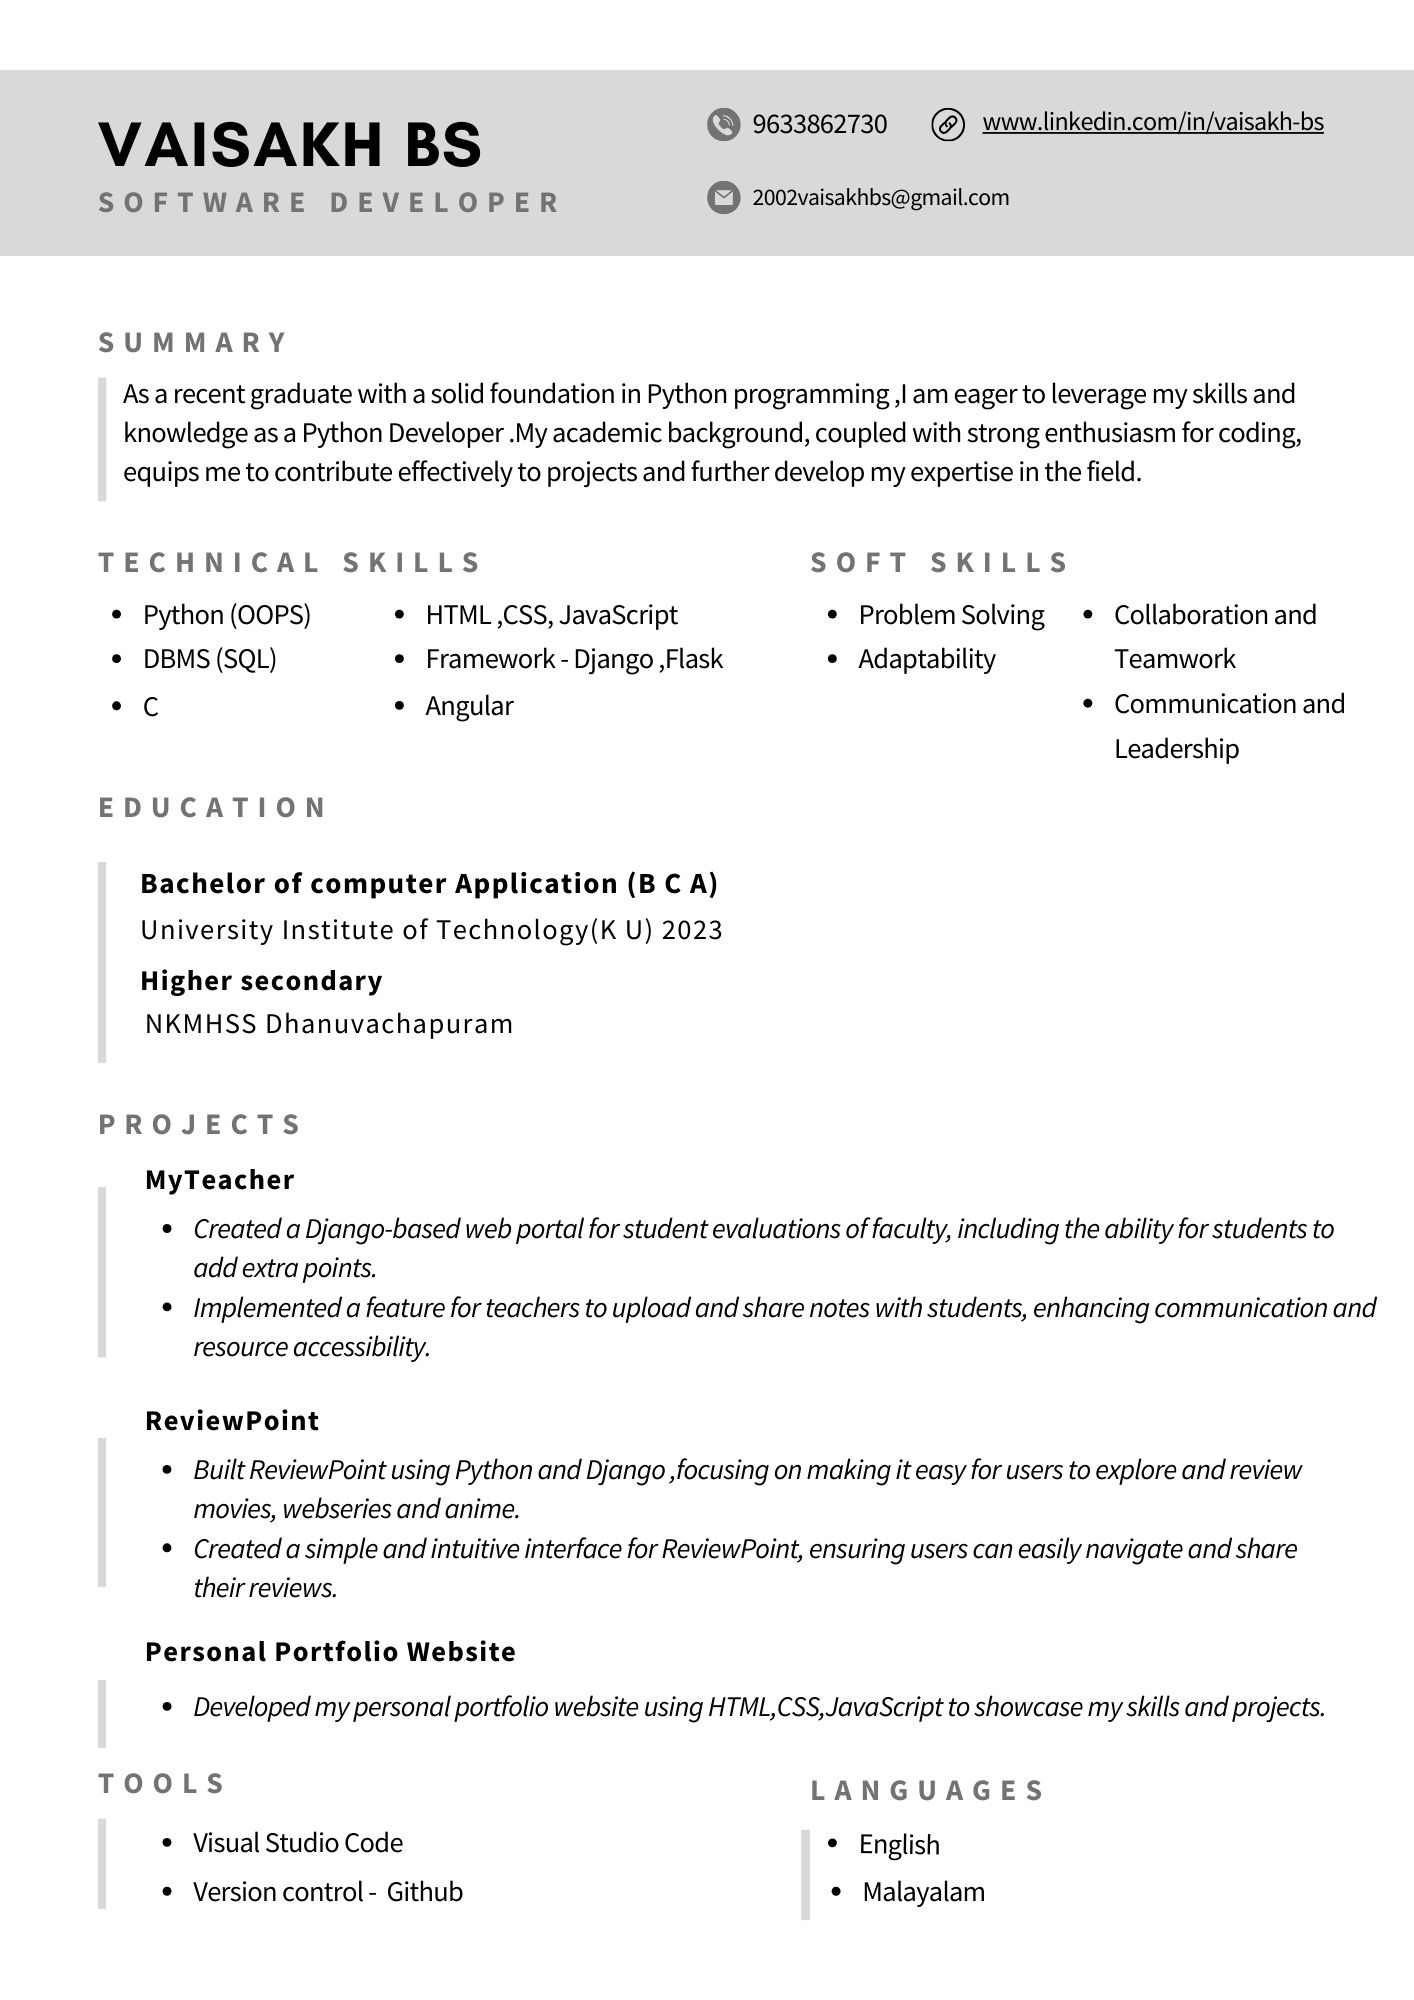 VAISAKH BS
SOFTWARE DEVELOPER
9633862730
www.linkedin.com/in/vaisakh-bs
2002vaisakhbs@gmail.com
SUMMARY
As a recent graduate with a solid foundation in Python programming ,I am eager to leverage my skills and
knowledge as a Python Developer .My academic background, coupled with strong enthusiasm for coding,
equips me to contribute effectively to projects and further develop my expertise in the field.
TECHNICAL SKILLS
• Python (OOPS)
• DBMS (SQL)
• C
• HTML ,CSS, JavaScript
• Framework - Django ,Flask
• Angular
SOFT SKILLS
• Problem Solving
• Adaptability
• Collaboration and
Teamwork
• Communication and
Leadership
EDUCATION
Bachelor of computer Application (B C A)
University Institute of Technology(K U) 2023
Higher secondary
NKMHSS Dhanuvachapuram
PROJECTS
MyTeacher
• Created a Django-based web portal for student evaluations of faculty, including the ability for students to
add extra points.
• Implemented a feature for teachers to upload and share notes with students, enhancing communication and
resource accessibility.
ReviewPoint
• Built ReviewPoint using Python and Django ,focusing on making it easy for users to explore and review
movies, webseries and anime.
• Created a simple and intuitive interface for ReviewPoint, ensuring users can easily navigate and share
their reviews.
Personal Portfolio Website
• Developed my personal portfolio website using HTML,CSS,JavaScript to showcase my skills and projects.
TOOLS
• Visual Studio Code
• Version control - Github
LANGUAGES
• English
• Malayalam